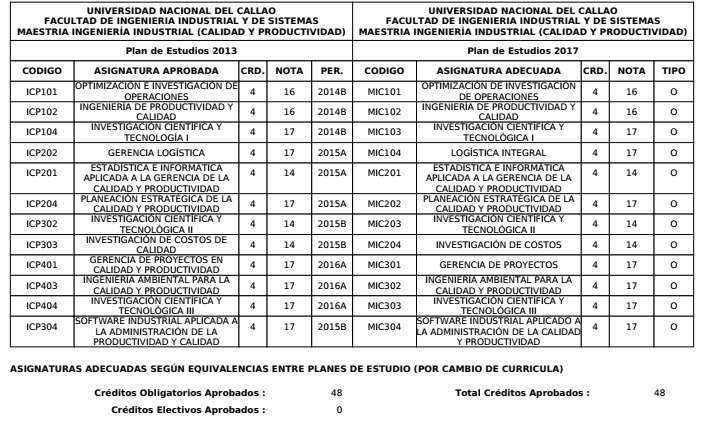 UNIVERSIDAD NACIONAL DEL CALLAO
FACULTAD DE INGENIERIA INDUSTRIAL Y DE SISTEMAS
MAESTRIA INGENIERÍA INDUSTRIAL (CALIDAD Y PRODUCTIVIDAD)
UNIVERSIDAD NACIONAL DEL CALLAO
FACULTAD DE INGENIERIA INDUSTRIAL Y DE SISTEMAS
MAESTRIA INGENIERÍA INDUSTRIAL (CALIDAD Y PRODUCTIVIDAD)
Plan de Estudios 2013 Plan de Estudios 2017
CODIGO ASIGNATURA APROBADA CRD. NOTA PER. CODIGO ASIGNATURA ADECUADA CRD. NOTA TIPO
ICP101 OPTIMIZACIÓN E INVESTIGACIÓN DE
OPERACIONES 4 16 2014B MIC101 OPTIMIZACIÓN DE INVESTIGACIÓN
DE OPERACIONES 4 16 O
ICP102 INGENIERÍA DE PRODUCTIVIDAD Y
CALIDAD 4 16 2014B MIC102 INGENIERÍA DE PRODUCTIVIDAD Y
CALIDAD 4 16 O
ICP104 INVESTIGACIÓN CIENTÍFICA Y
TECNOLOGÍA I 4 17 2014B MIC103 INVESTIGACIÓN CIENTÍFICA Y
TECNOLÓGICA I 4 17 O
ICP202 GERENCIA LOGÍSTICA 4 17 2015A MIC104 LOGÍSTICA INTEGRAL 4 17 O
ICP201 ESTADÍSTICA E INFORMÁTICA
APLICADA A LA GERENCIA DE LA
CALIDAD Y PRODUCTIVIDAD 4 14 2015A MIC201 ESTADÍSTICA E INFORMÁTICA
APLICADA A LA GERENCIA DE LA
CALIDAD Y PRODUCTIVIDAD 4 14 O
ICP204 PLANEACIÓN ESTRATÉGICA DE LA
CALIDAD Y PRODUCTIVIDAD 4 17 2015A MIC202 PLANEACIÓN ESTRATÉGICA DE LA
CALIDAD Y PRODUCTIVIDAD 4 17 O
ICP302 INVESTIGACIÓN CIENTÍFICA Y
TECNOLÓGICA II 4 14 2015B MIC203 INVESTIGACIÓN CIENTÍFICA Y
TECNOLÓGICA II 4 14 O
ICP303 INVESTIGACIÓN DE COSTOS DE
CALIDAD 4 14 2015B MIC204 INVESTIGACIÓN DE COSTOS 4 14 O
ICP401 GERENCIA DE PROYECTOS EN
CALIDAD Y PRODUCTIVIDAD 4 17 2016A MIC301 GERENCIA DE PROYECTOS 4 17 O
ICP403 INGENIERÍA AMBIENTAL PARA LA
CALIDAD Y PRODUCTIVIDAD 4 17 2016A MIC302 INGENIERÍA AMBIENTAL PARA LA
CALIDAD Y PRODUCTIVIDAD 4 17 O
ICP404 INVESTIGACIÓN CIENTÍFICA Y
TECNOLÓGICA III 4 17 2016A MIC303 INVESTIGACIÓN CIENTÍFICA Y
TECNOLÓGICA III 4 17 O
ICP304 SOFTWARE INDUSTRIAL APLICADA A
LA ADMINISTRACIÓN DE LA
PRODUCTIVIDAD Y CALIDAD 4 17 2015B MIC304 SOFTWARE INDUSTRIAL APLICADO A
LA ADMINISTRACIÓN DE LA CALIDAD
Y PRODUCTIVIDAD 4 17 O
ASIGNATURAS ADECUADAS SEGÚN EQUIVALENCIAS ENTRE PLANES DE ESTUDIO (POR CAMBIO DE CURRICULA)
Créditos Obligatorios Aprobados : 48 Total Créditos Aprobados : 48
Créditos Electivos Aprobados : 0